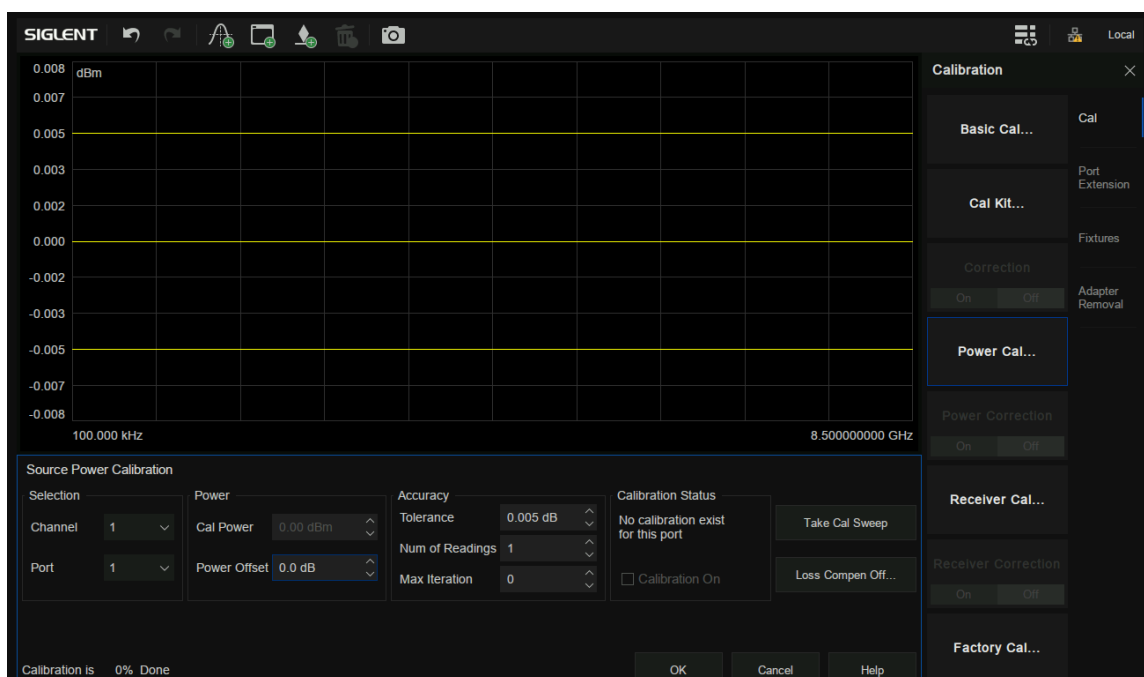 SIGLENT
Local
0.008 dBm
0.007
0.005
0.003
0.002
0.000
-0.002
-0.003
-0.005
-0.007
-0.008
100.000 kHz 8.500000000 GHz
Source Power Calibration
Selection
Channel 1
Port 1
Power
Cal Power 0.00 dBm
Power Offset 0.0 dB
Accuracy
Tolerance 0.005 dB
Num of Readings 1
Max Iteration 0
Calibration Status
No calibration exist
for this port
Calibration On
Take Cal Sweep
Loss Compen Off...
Calibration is 0% Done
OK Cancel Help
Calibration
Basic Cal...
Cal Kit...
Correction
On Off
Power Cal...
Power Correction
On Off
Receiver Cal...
Receiver Correction
On Off
Factory Cal...
Cal
Port
Extension
Fixtures
Adapter
Removal